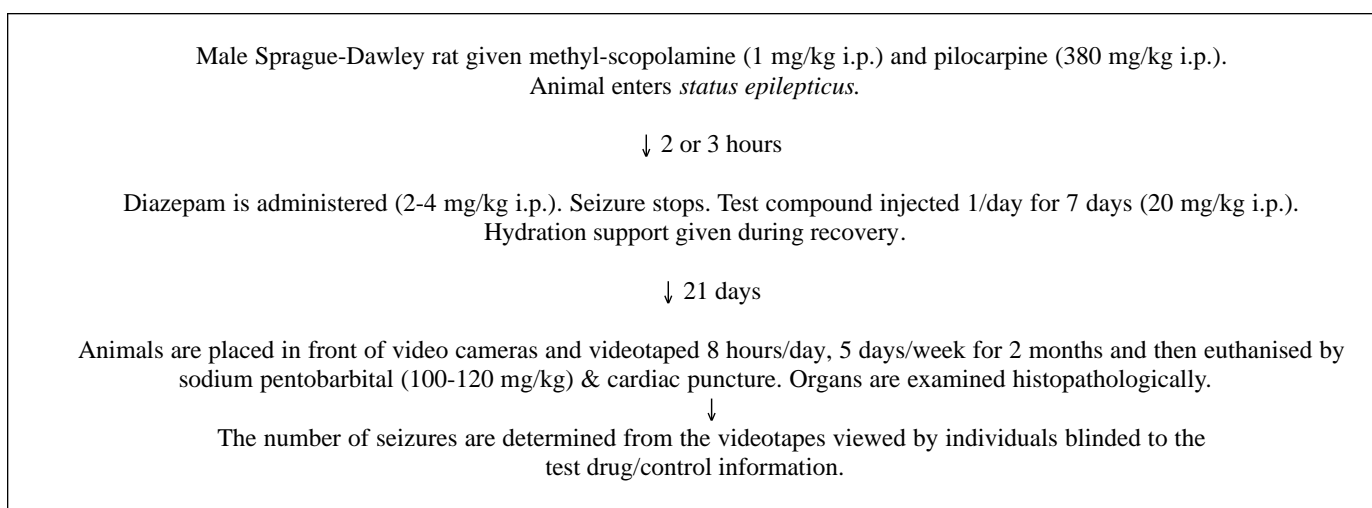 Male Sprague-Dawley rat given methyl-scopolamine (1 mg/kg i.p.) and pilocarpine (380 mg/kg i.p.).
Animal enters status epilepticus.
↓ 2 or 3 hours
Diazepam is administered (2-4 mg/kg i.p.). Seizure stops. Test compound injected 1/day for 7 days (20 mg/kg i.p.).
Hydration support given during recovery.
↓ 21 days
Animals are placed in front of video cameras and videotaped 8 hours/day, 5 days/week for 2 months and then euthanised by
sodium pentobarbital (100-120 mg/kg) & cardiac puncture. Organs are examined histopathologically.
↓
The number of seizures are determined from the videotapes viewed by individuals blinded to the
test drug/control information.